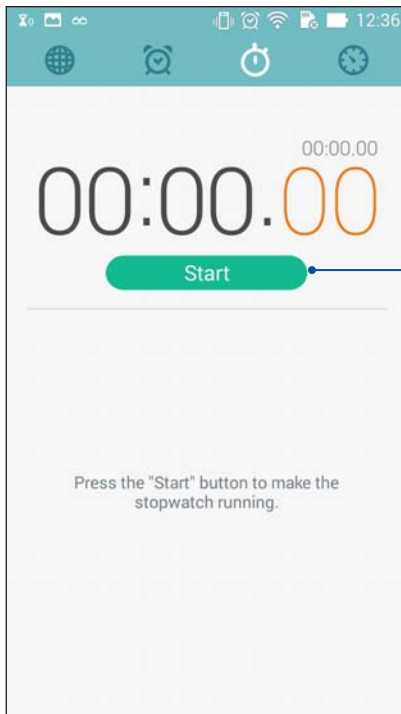 12:36
00:00.00
00:00.00
Start
Press the "Start" button to make the
stopwatch running.